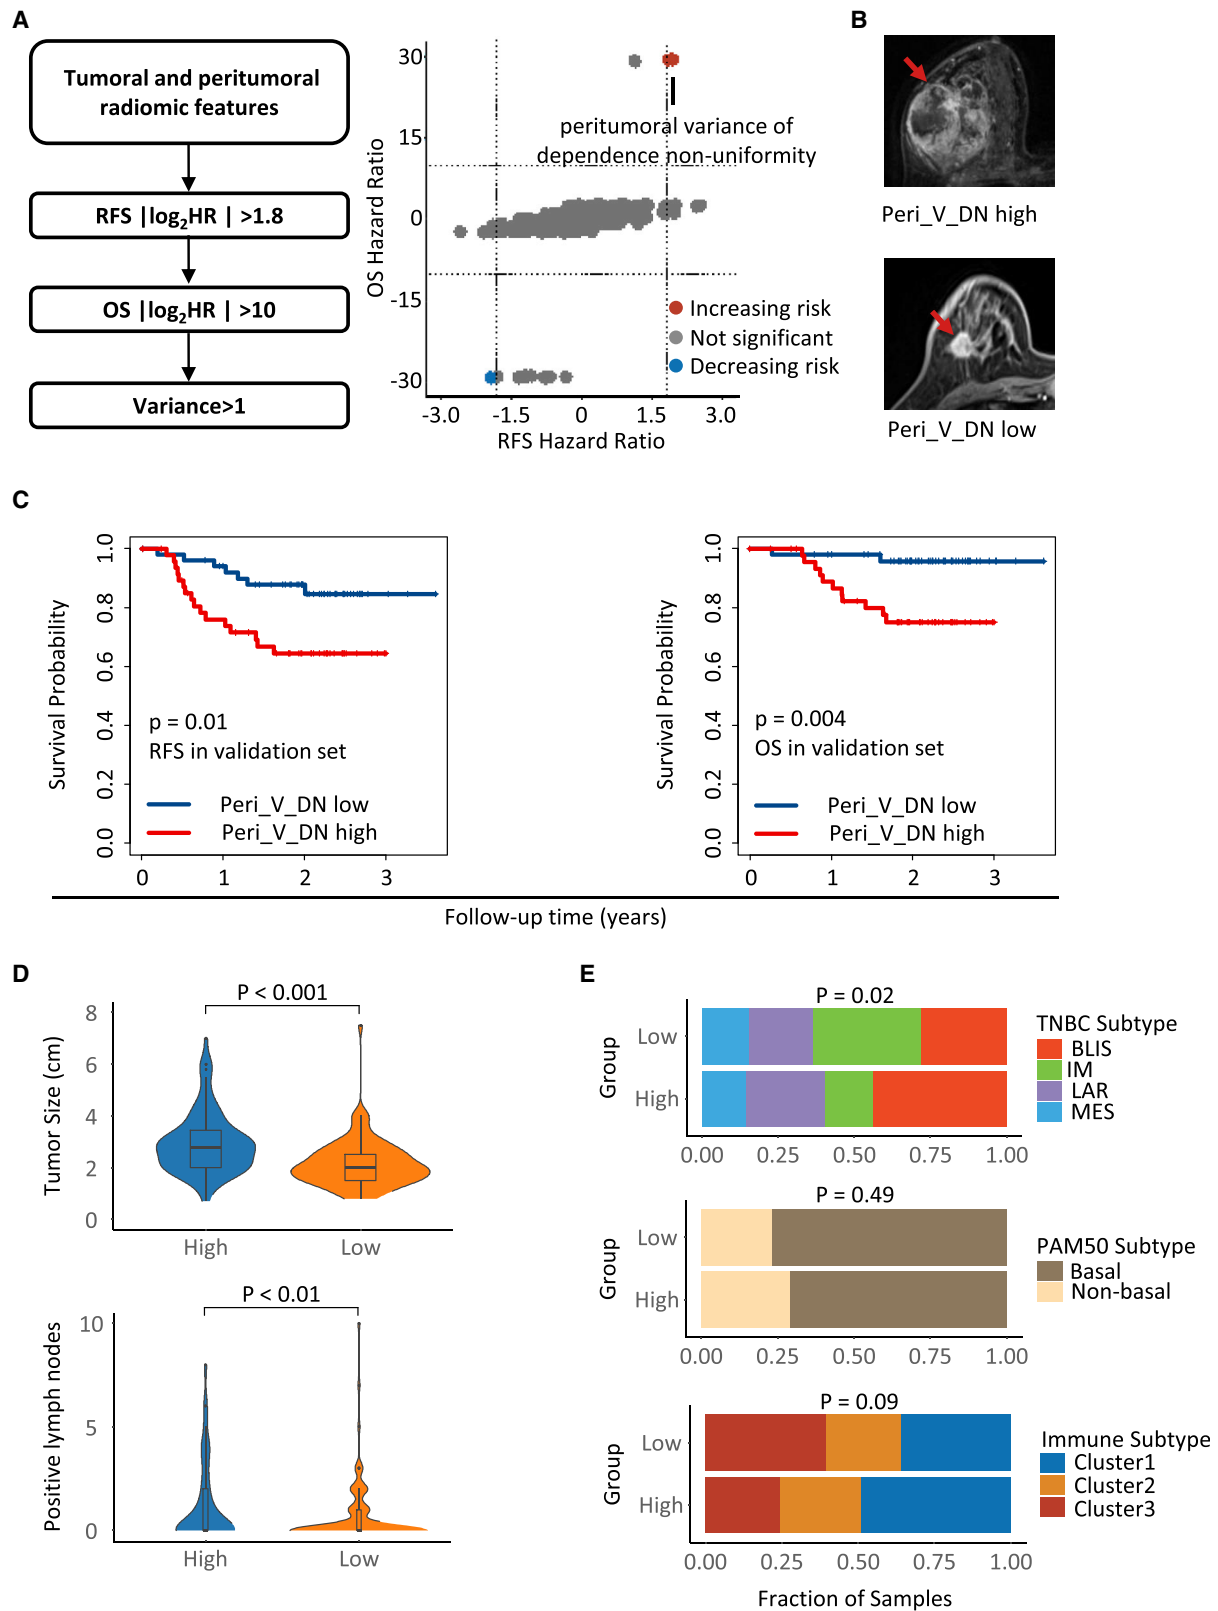 A
Tumoral and peritumoral
radiomic features
RFS |log2HR | >1.8
OS |log2HR | >10
Variance>1
OS Hazard Ratio
30
15
0
-15
-30
peritumoral variance of
dependence non-uniformity
Increasing risk
Not significant
Decreasing risk
-3.0 -1.5 0 1.5 3.0
RFS Hazard Ratio
B
Peri_V_DN high
Peri_V_DN low
C
Survival Probability
1.0
0.8
0.6
0.4
0.2
0.0
p = 0.01
RFS in validation set
Peri_V_DN low
Peri_V_DN high
0 1 2 3
Survival Probability
1.0
0.8
0.6
0.4
0.2
0.0
p = 0.004
OS in validation set
Peri_V_DN low
Peri_V_DN high
0 1 2 3
Follow-up time (years)
D
P < 0.001
Tumor Size (cm)
8
6
4
2
0
High Low
P < 0.01
Positive lymph nodes
10
5
0
High Low
E
P = 0.02
Group
Low
High
0.00 0.25 0.50 0.75 1.00
TNBC Subtype
BLIS
IM
LAR
MES
P = 0.49
Group
Low
High
0.00 0.25 0.50 0.75 1.00
PAM50 Subtype
Basal
Non-basal
P = 0.09
Group
Low
High
0.00 0.25 0.50 0.75 1.00
Immune Subtype
Cluster1
Cluster2
Cluster3
Fraction of Samples